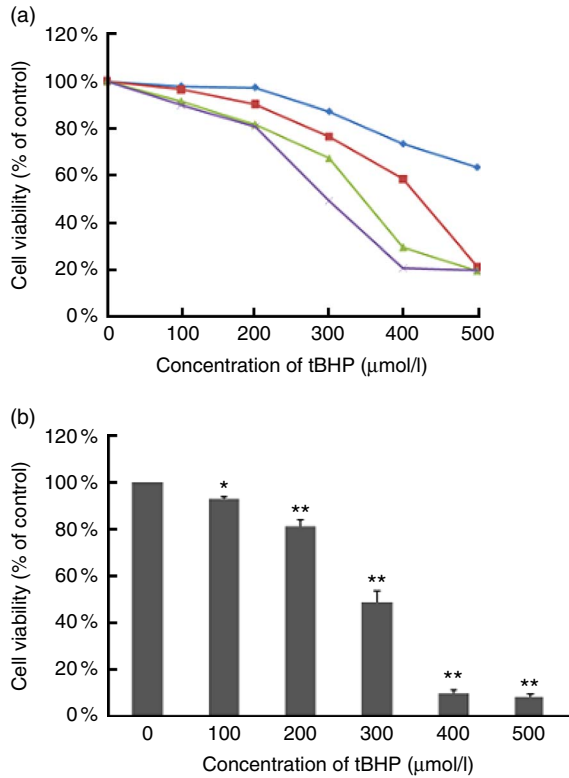 (a)
120 %
100 %
80 %
60 %
40 %
20 %
0 %
Cell viability (% of control)
0 100 200 300 400 500
Concentration of tBHP (μmol/l)
(b)
120 %
100 %
80 %
60 %
40 %
20 %
0 %
Cell viability (% of control)
* ** ** ** **
0 100 200 300 400 500
Concentration of tBHP (μmol/l)